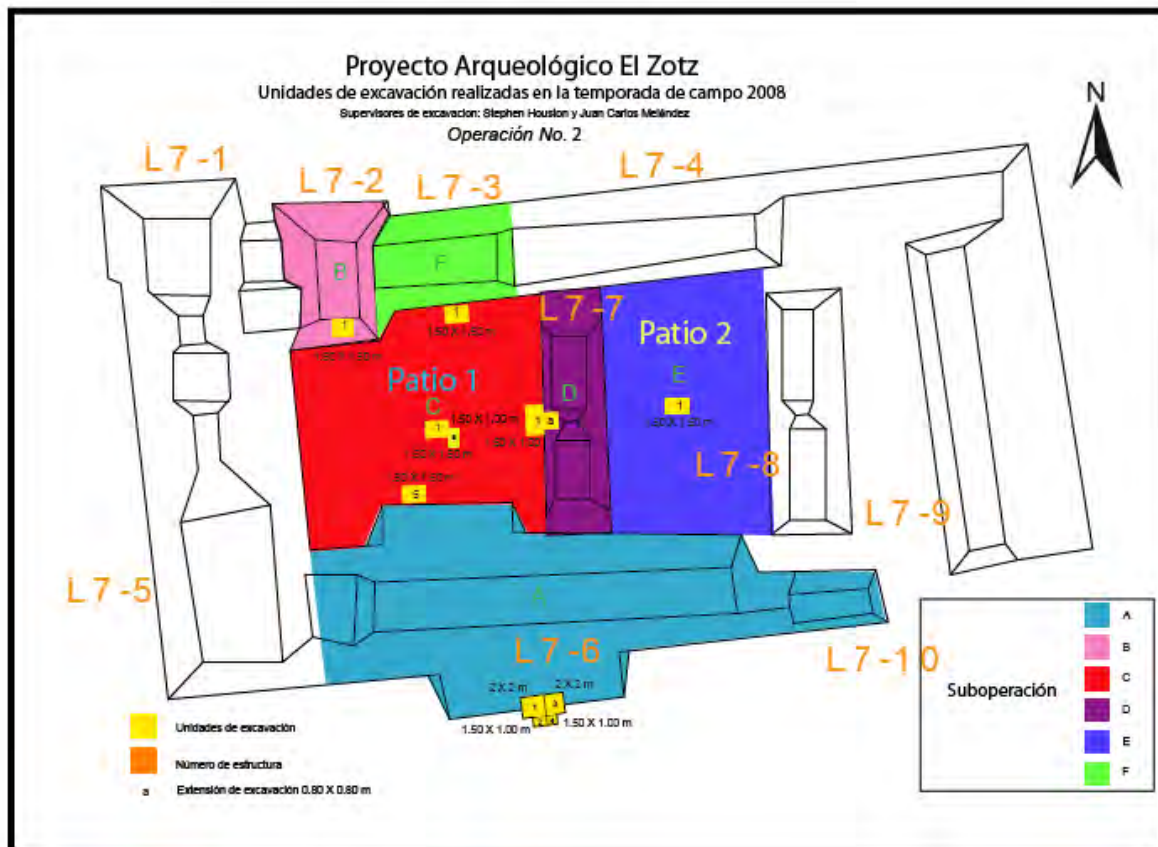 Proyecto Arqueológico El Zotz
Unidades de excavación realizadas en la temporada de campo 2008
Supervisores de excavacion: Stephen Houston y Juan Carlos Meléndez
Operación No. 2
N
L 7 -1
L 7 -2
L 7 -3
L 7 -4
B
F
1
1
L 7 -7
Patio 1
Patio 2
C
D
E
1
1.50 X 1.00 m
1
a
1
L 7 -8
5
L 7 -9
L 7 -5
A
L 7 -6
L 7 -1 0
2 X 2 m
2 X 2 m
1
3
1.50 X 1.00 m
2
4
1.50 X 1.00 m
Unidades de excavación
Número de estructura
a
Extensión de excavación 0.80 X 0.80 m
Suboperación
A
B
C
D
E
F